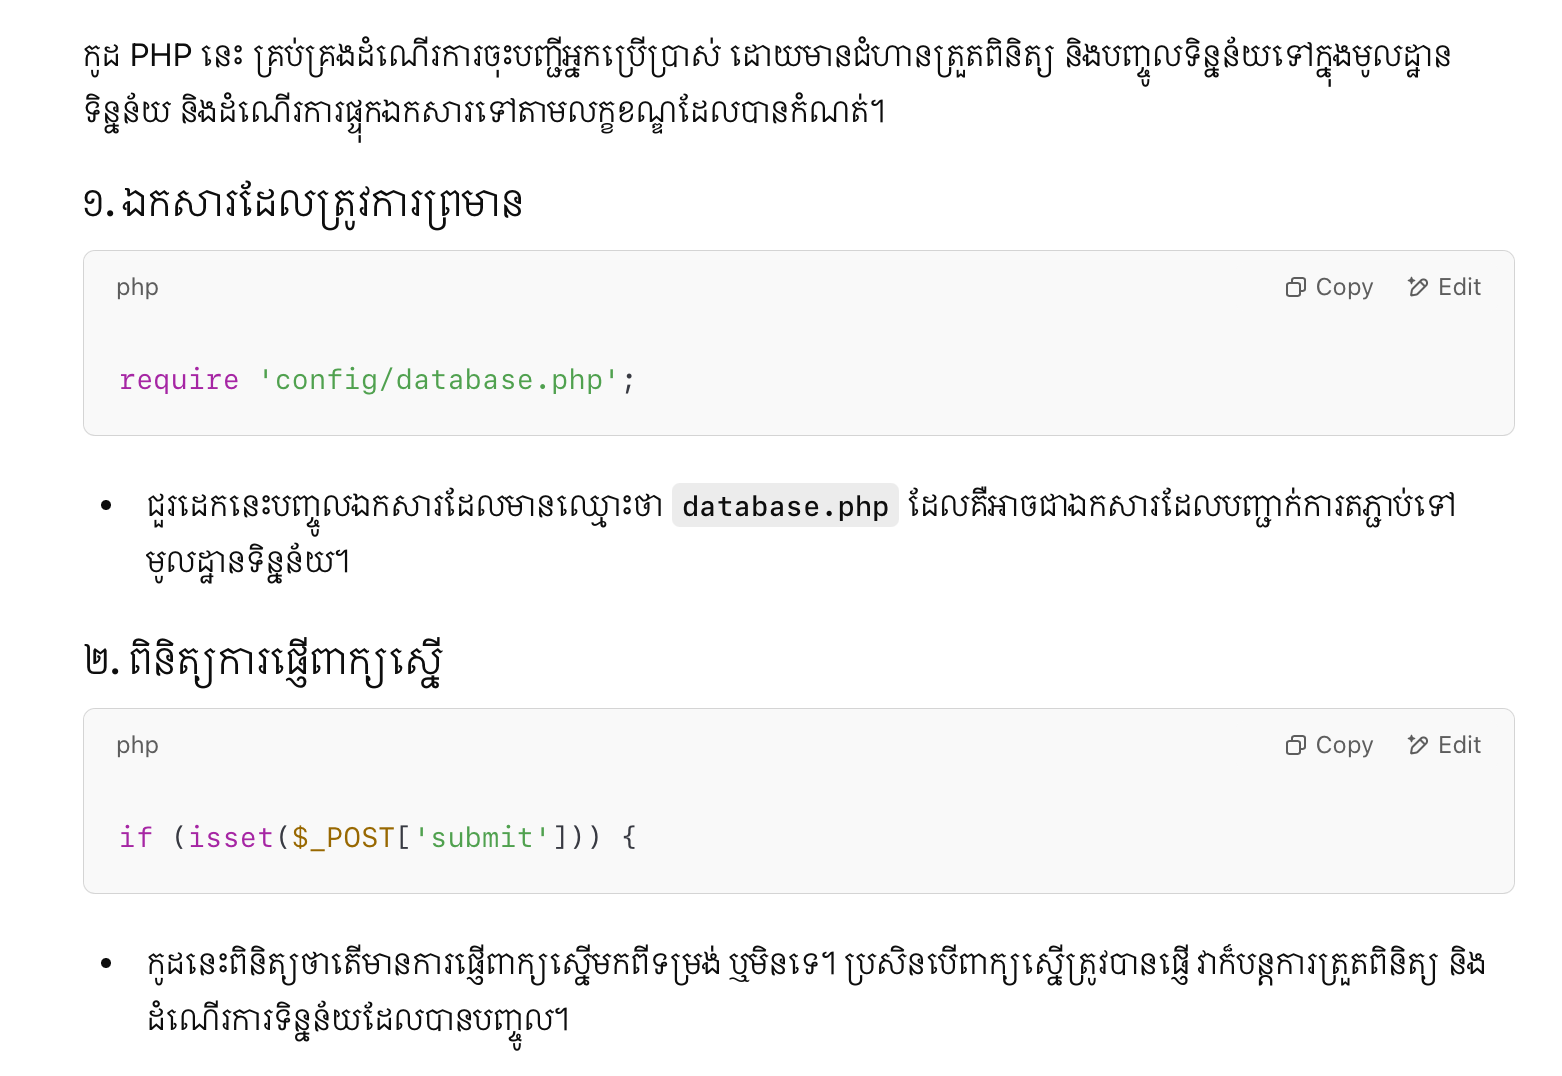 កូដ PHP នេះ គ្រប់គ្រងដំណើរការចុះបញ្ជីអ្នកប្រើប្រាស់ ដោយមានជំហានត្រួតពិនិត្យ និងបញ្ចូលទិន្នន័យទៅក្នុងមូលដ្ឋាន
ទិន្នន័យ និងដំណើរការផ្ទុកឯកសារទៅតាមលក្ខខណ្ឌដែលបានកំណត់។
១. ឯកសារដែលត្រូវការព្រមាន
php
Copy
Edit
require 'config/database.php';
• ជួរដេកនេះបញ្ចូលឯកសារដែលមានឈ្មោះថា database.php ដែលគឺអាចជាឯកសារដែលបញ្ជាក់ការតភ្ជាប់ទៅ
មូលដ្ឋានទិន្នន័យ។
២. ពិនិត្យការផ្ញើពាក្យស្នើ
php
Copy
Edit
if (isset($_POST['submit'])) {
• កូដនេះពិនិត្យថាតើមានការផ្ញើពាក្យស្នើមកពីទម្រង់ ឬមិនទេ។ ប្រសិនបើពាក្យស្នើត្រូវបានផ្ញើ វាក៏បន្តការត្រួតពិនិត្យ និង
ដំណើរការទិន្នន័យដែលបានបញ្ចូល។